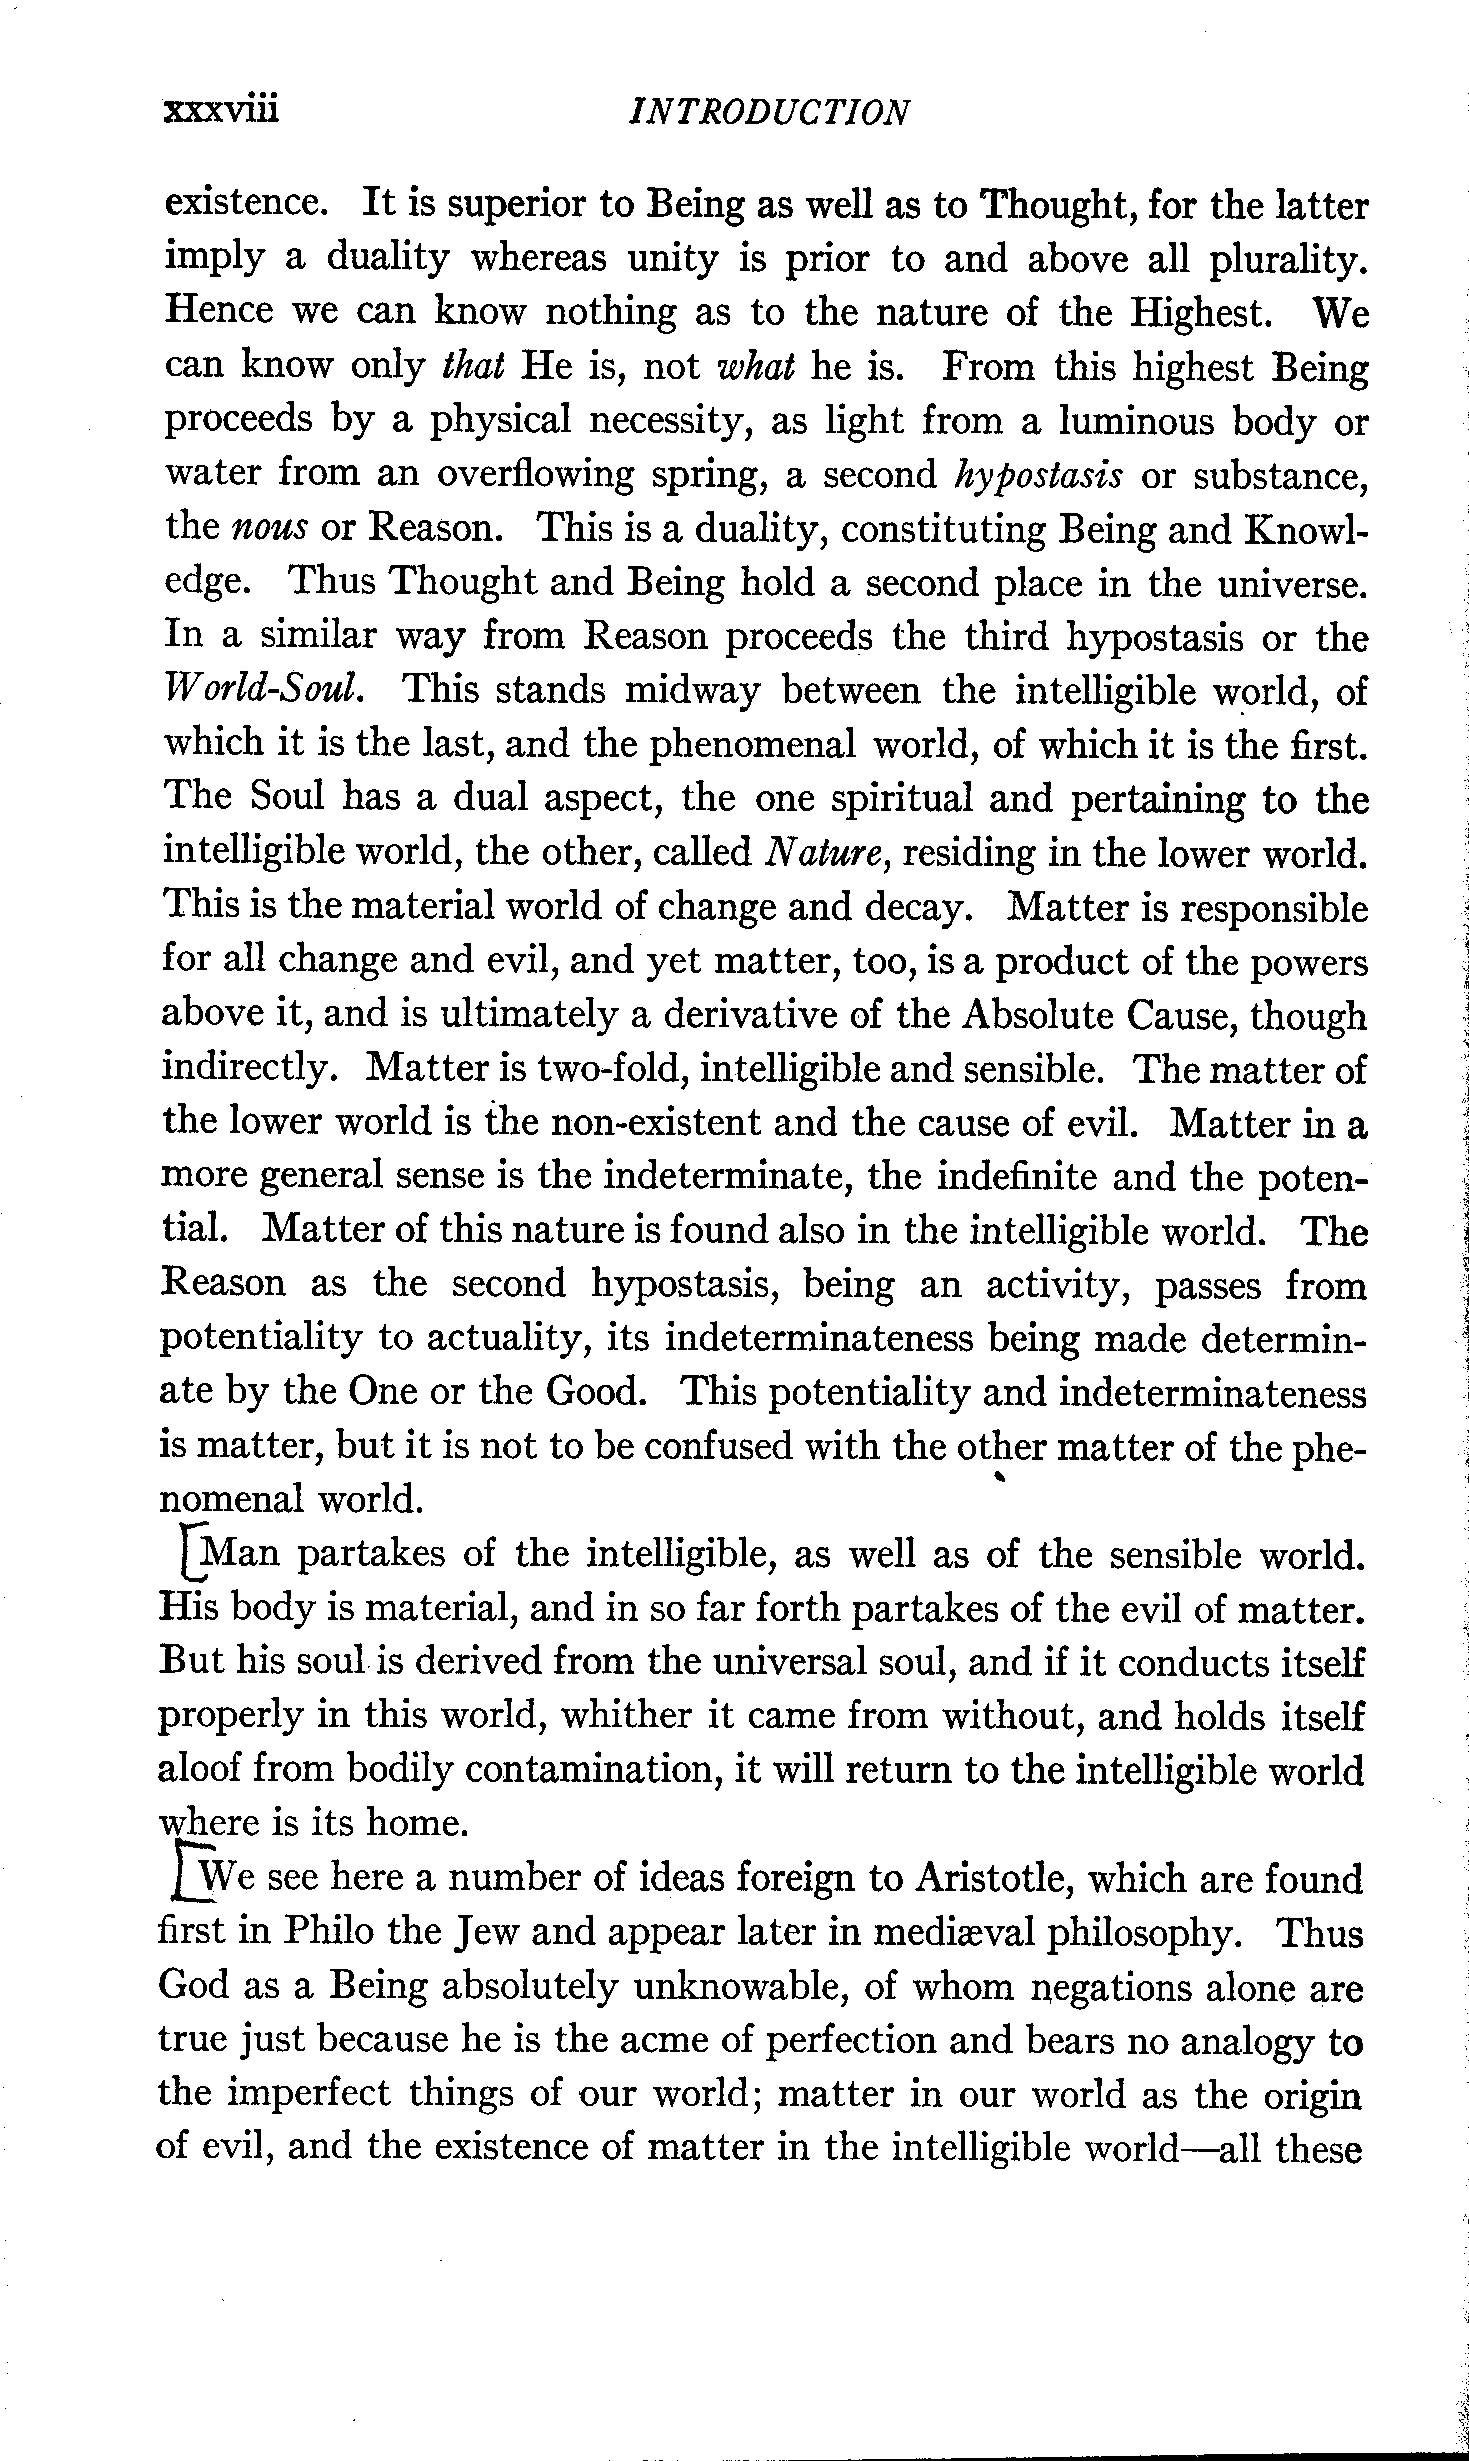 xxxviii INTRODUCTION
existence. It is superior to Being as well as to Thought, for the latter
imply a duality whereas unity is prior to and above all plurality.
Hence we can know nothing as to the nature of the Highest. We
can know only that He is, not what he is. From this highest Being
proceeds by a physical necessity, as light from a luminous body or
water from an overflowing spring, a second hypostasis or substance,
the nous or Reason. This is a duality, constituting Being and Knowl-
edge. Thus Thought and Being hold a second place in the universe.
In a similar way from Reason proceeds the third hypostasis or the
World-Soul. This stands midway between the intelligible world, of
which it is the last, and the phenomenal world, of which it is the first.
The Soul has a dual aspect, the one spiritual and pertaining to the
intelligible world, the other, called Nature, residing in the lower world.
This is the material world of change and decay. Matter is responsible
for all change and evil, and yet matter, too, is a product of the powers
above it, and is ultimately a derivative of the Absolute Cause, though
indirectly. Matter is two-fold, intelligible and sensible. The matter of
the lower world is the non-existent and the cause of evil. Matter in a
more general sense is the indeterminate, the indefinite and the poten-
tial. Matter of this nature is found also in the intelligible world. The
Reason as the second hypostasis, being an activity, passes from
potentiality to actuality, its indeterminateness being made determin-
ate by the One or the Good. This potentiality and indeterminateness
is matter, but it is not to be confused with the other matter of the phe-
nomenal world.
[Man partakes of the intelligible, as well as of the sensible world.
His body is material, and in so far forth partakes of the evil of matter.
But his soul is derived from the universal soul, and if it conducts itself
properly in this world, whither it came from without, and holds itself
aloof from bodily contamination, it will return to the intelligible world
where is its home.
[We see here a number of ideas foreign to Aristotle, which are found
first in Philo the Jew and appear later in mediæval philosophy. Thus
God as a Being absolutely unknowable, of whom negations alone are
true just because he is the acme of perfection and bears no analogy to
the imperfect things of our world; matter in our world as the origin
of evil, and the existence of matter in the intelligible world—all these